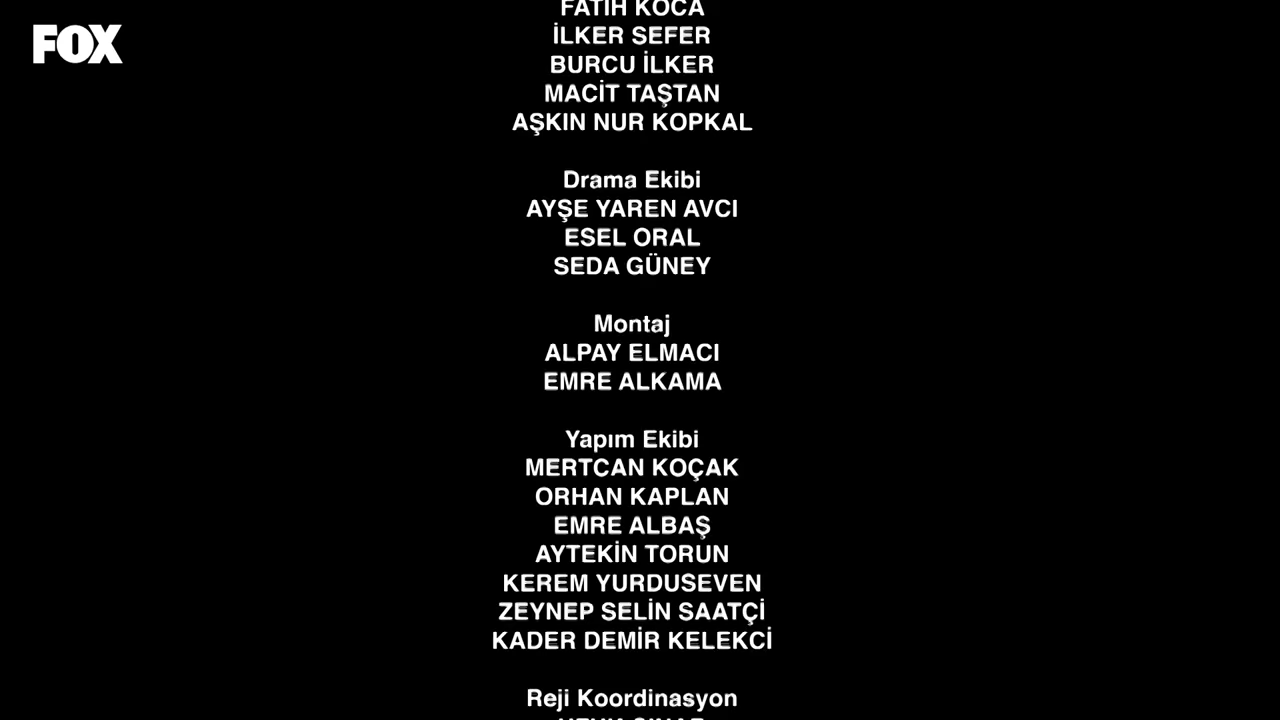 FOX
FATİH KOCA
İLKER SEFER
BURCU İLKER
MACİT TAŞTAN
AŞKIN NUR KOPKAL
Drama Ekibi
AYŞE YAREN AVCI
ESEL ORAL
SEDA GÜNEY
Montaj
ALPAY ELMACI
EMRE ALKAMA
Yapım Ekibi
MERTCAN KOÇAK
ORHAN KAPLAN
EMRE ALBAŞ
AYTEKİN TORUN
KEREM YURDUSEVEN
ZEYNEP SELİN SAATÇİ
KADER DEMİR KELEKCİ
Reji Koordinasyon